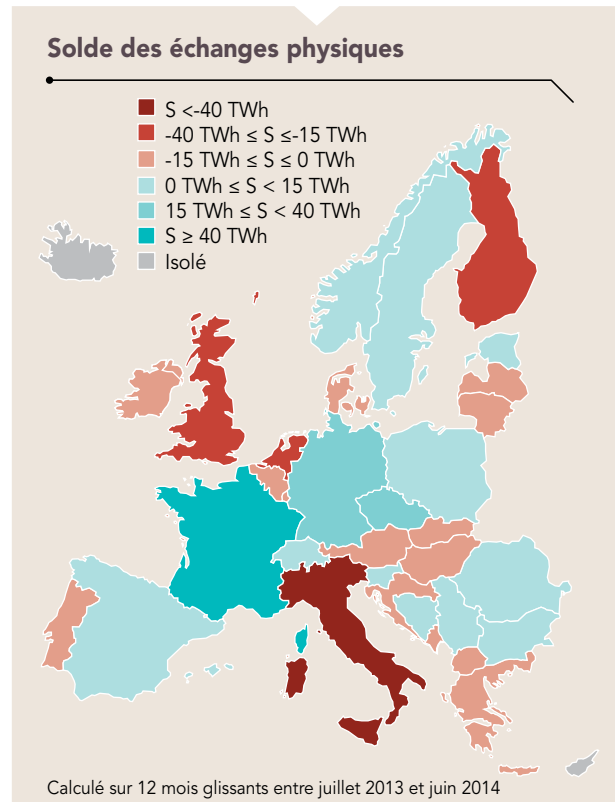 Solde des échanges physiques
S <-40 TWh
-40 TWh ≤ S ≤-15 TWh
-15 TWh ≤ S ≤ 0 TWh
0 TWh ≤ S < 15 TWh
15 TWh ≤ S < 40 TWh
S ≥ 40 TWh
Isolé
Calculé sur 12 mois glissants entre juillet 2013 et juin 2014